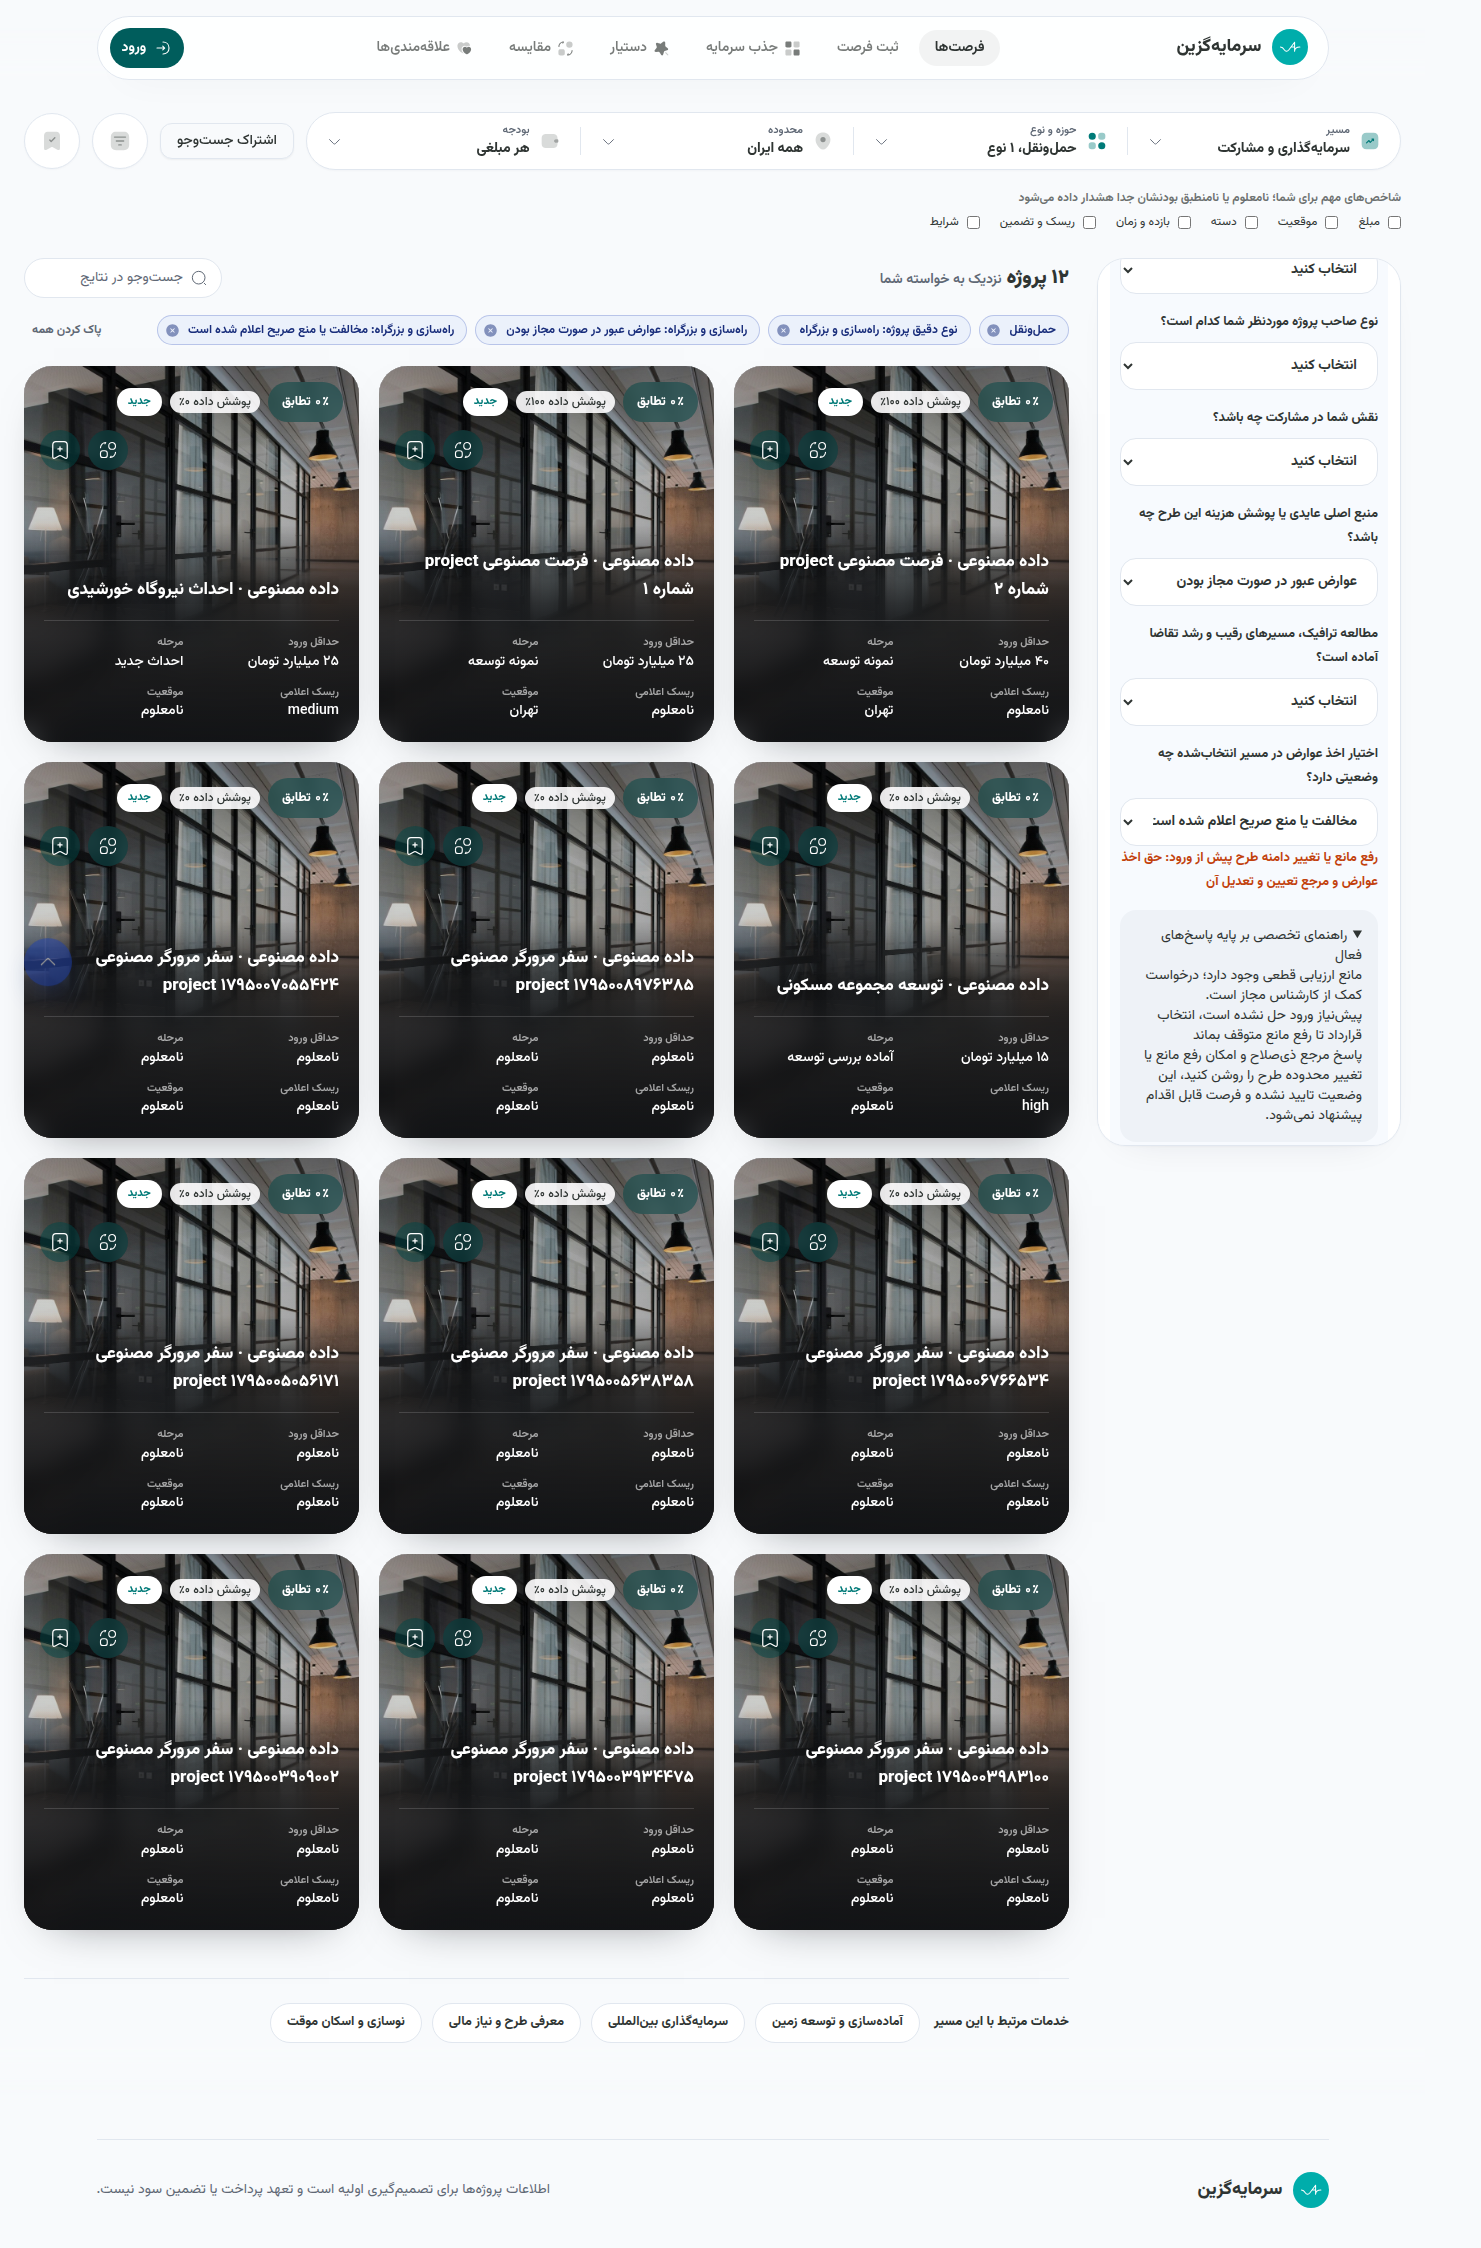 سرمایه‌گزین
فرصت‌ها
ثبت فرصت
جذب سرمایه
دستیار
مقایسه
علاقه‌مندی‌ها
ورود
مسیر
سرمایه‌گذاری و مشارکت
حوزه و نوع
حمل‌ونقل، ۱ نوع
محدوده
همه ایران
بودجه
هر مبلغی
اشتراک جست‌وجو
شاخص‌های مهم برای شما؛ نامعلوم یا نامنطبق بودنشان جدا هشدار داده می‌شود
مبلغ
موقعیت
دسته
بازده و زمان
ریسک و تضمین
شرایط
انتخاب کنید
نوع صاحب پروژه موردنظر شما کدام است؟
انتخاب کنید
نقش شما در مشارکت چه باشد؟
انتخاب کنید
منبع اصلی عایدی یا پوشش هزینه این طرح چه
باشد؟
عوارض عبور در صورت مجاز بودن
مطالعه ترافیک، مسیرهای رقیب و رشد تقاضا
آماده است؟
انتخاب کنید
اختیار اخذ عوارض در مسیر انتخاب‌شده چه
وضعیتی دارد؟
مخالفت یا منع صریح اعلام شده است
رفع مانع یا تغییر دامنه طرح پیش از ورود: حق اخذ
عوارض و مرجع تعیین و تعدیل آن
راهنمای تخصصی بر پایه پاسخ‌های
فعال
مانع ارزیابی قطعی وجود دارد؛ درخواست
کمک از کارشناس مجاز است.
پیش‌نیاز ورود حل نشده است، انتخاب
قرارداد تا رفع مانع متوقف بماند
پاسخ مرجع ذی‌صلاح و امکان رفع مانع یا
تغییر محدوده طرح را روشن کنید، این
وضعیت تایید نشده و فرصت قابل اقدام
پیشنهاد نمی‌شود.
۱۲ پروژه نزدیک به خواسته شما
جست‌وجو در نتایج
حمل‌ونقل
نوع دقیق پروژه: راه‌سازی و بزرگراه
راه‌سازی و بزرگراه: عوارض عبور در صورت مجاز بودن
راه‌سازی و بزرگراه: مخالفت یا منع صریح اعلام شده است
پاک کردن همه
۰٪ تطابق
پوشش داده ۱۰۰٪
جدید
داده مصنوعی · فرصت مصنوعی project
شماره ۲
حداقل ورود
۴۰ میلیارد تومان
مرحله
نمونه توسعه
ریسک اعلامی
نامعلوم
موقعیت
تهران
۰٪ تطابق
پوشش داده ۱۰۰٪
جدید
داده مصنوعی · فرصت مصنوعی project
شماره ۱
حداقل ورود
۲۵ میلیارد تومان
مرحله
نمونه توسعه
ریسک اعلامی
نامعلوم
موقعیت
تهران
۰٪ تطابق
پوشش داده ۰٪
جدید
داده مصنوعی · احداث نیروگاه خورشیدی
حداقل ورود
۲۵ میلیارد تومان
مرحله
احداث جدید
ریسک اعلامی
medium
موقعیت
نامعلوم
۰٪ تطابق
پوشش داده ۰٪
جدید
داده مصنوعی · توسعه مجموعه مسکونی
حداقل ورود
۱۵ میلیارد تومان
مرحله
آماده بررسی توسعه
ریسک اعلامی
high
موقعیت
نامعلوم
۰٪ تطابق
پوشش داده ۰٪
جدید
داده مصنوعی · سفر مرورگر مصنوعی
project ۱۷۹۵۰۰۸۹۷۶۳۸۵
حداقل ورود
نامعلوم
مرحله
نامعلوم
ریسک اعلامی
نامعلوم
موقعیت
نامعلوم
۰٪ تطابق
پوشش داده ۰٪
جدید
داده مصنوعی · سفر مرورگر مصنوعی
project ۱۷۹۵۰۰۷۰۵۵۴۲۴
حداقل ورود
نامعلوم
مرحله
نامعلوم
ریسک اعلامی
نامعلوم
موقعیت
نامعلوم
۰٪ تطابق
پوشش داده ۰٪
جدید
داده مصنوعی · سفر مرورگر مصنوعی
project ۱۷۹۵۰۰۶۷۶۶۵۳۴
حداقل ورود
نامعلوم
مرحله
نامعلوم
ریسک اعلامی
نامعلوم
موقعیت
نامعلوم
۰٪ تطابق
پوشش داده ۰٪
جدید
داده مصنوعی · سفر مرورگر مصنوعی
project ۱۷۹۵۰۰۵۶۳۸۳۵۸
حداقل ورود
نامعلوم
مرحله
نامعلوم
ریسک اعلامی
نامعلوم
موقعیت
نامعلوم
۰٪ تطابق
پوشش داده ۰٪
جدید
داده مصنوعی · سفر مرورگر مصنوعی
project ۱۷۹۵۰۰۵۰۵۶۱۷۱
حداقل ورود
نامعلوم
مرحله
نامعلوم
ریسک اعلامی
نامعلوم
موقعیت
نامعلوم
۰٪ تطابق
پوشش داده ۰٪
جدید
داده مصنوعی · سفر مرورگر مصنوعی
project ۱۷۹۵۰۰۳۹۸۳۱۰۰
حداقل ورود
نامعلوم
مرحله
نامعلوم
ریسک اعلامی
نامعلوم
موقعیت
نامعلوم
۰٪ تطابق
پوشش داده ۰٪
جدید
داده مصنوعی · سفر مرورگر مصنوعی
project ۱۷۹۵۰۰۳۹۳۴۴۷۵
حداقل ورود
نامعلوم
مرحله
نامعلوم
ریسک اعلامی
نامعلوم
موقعیت
نامعلوم
۰٪ تطابق
پوشش داده ۰٪
جدید
داده مصنوعی · سفر مرورگر مصنوعی
project ۱۷۹۵۰۰۳۹۰۹۰۰۲
حداقل ورود
نامعلوم
مرحله
نامعلوم
ریسک اعلامی
نامعلوم
موقعیت
نامعلوم
خدمات مرتبط با این مسیر
آماده‌سازی و توسعه زمین
سرمایه‌گذاری بین‌المللی
معرفی طرح و نیاز مالی
نوسازی و اسکان موقت
سرمایه‌گزین
اطلاعات پروژه‌ها برای تصمیم‌گیری اولیه است و تعهد پرداخت یا تضمین سود نیست.